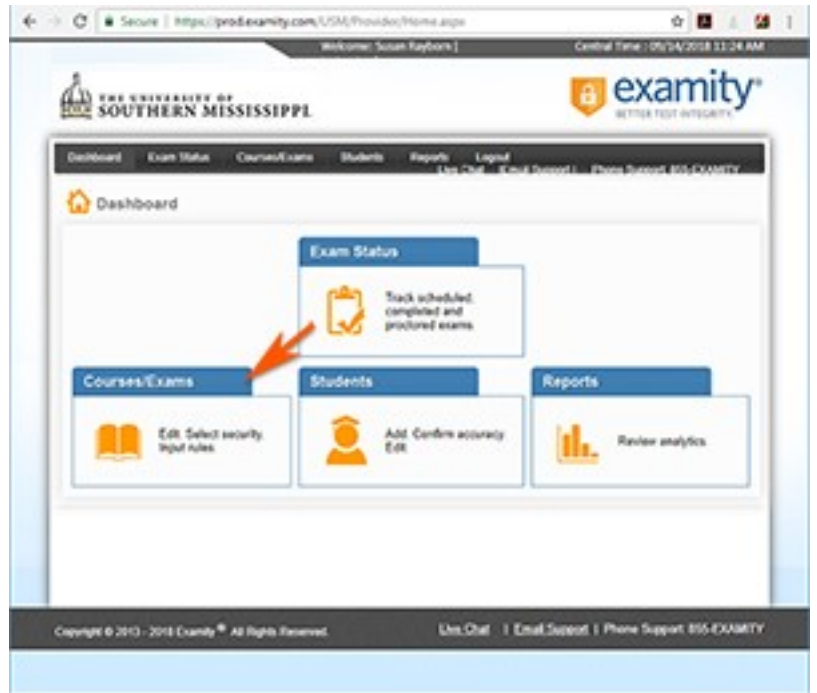 Secure | https://prod.examity.com/USM/Provider/Home.aspx
Welcome: Susan Rayborn |
Central Time : 05/14/2018 11:24 AM
THE UNIVERSITY OF
SOUTHERN MISSISSIPPI
examity
BETTER TEST INTEGRITY
Dashboard Exam Status Courses/Exams Students Reports Logout
Live Chat Email Support | Phone Support 855-EXAMITY
Dashboard
Exam Status
Track scheduled,
completed and
proctored exams.
Courses/Exams
Edit. Select security.
Input rules.
Students
Add. Confirm accuracy.
Edit.
Reports
Review analytics.
Copyright © 2013 - 2018 Examity ® All Rights Reserved.
Live Chat | Email Support | Phone Support 855-EXAMITY